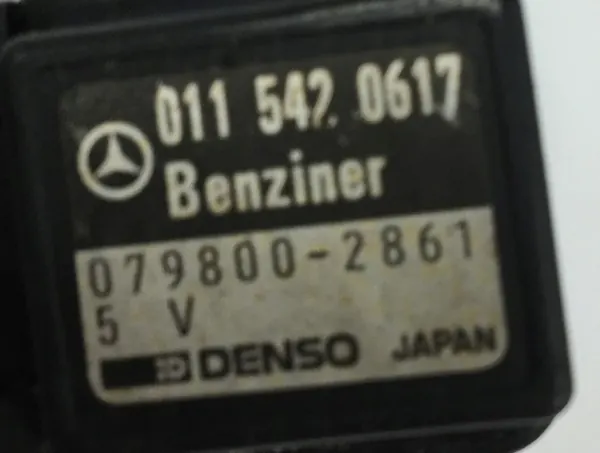 011 542 0617
Benziner
079800-2861
5 V
DENSO JAPAN